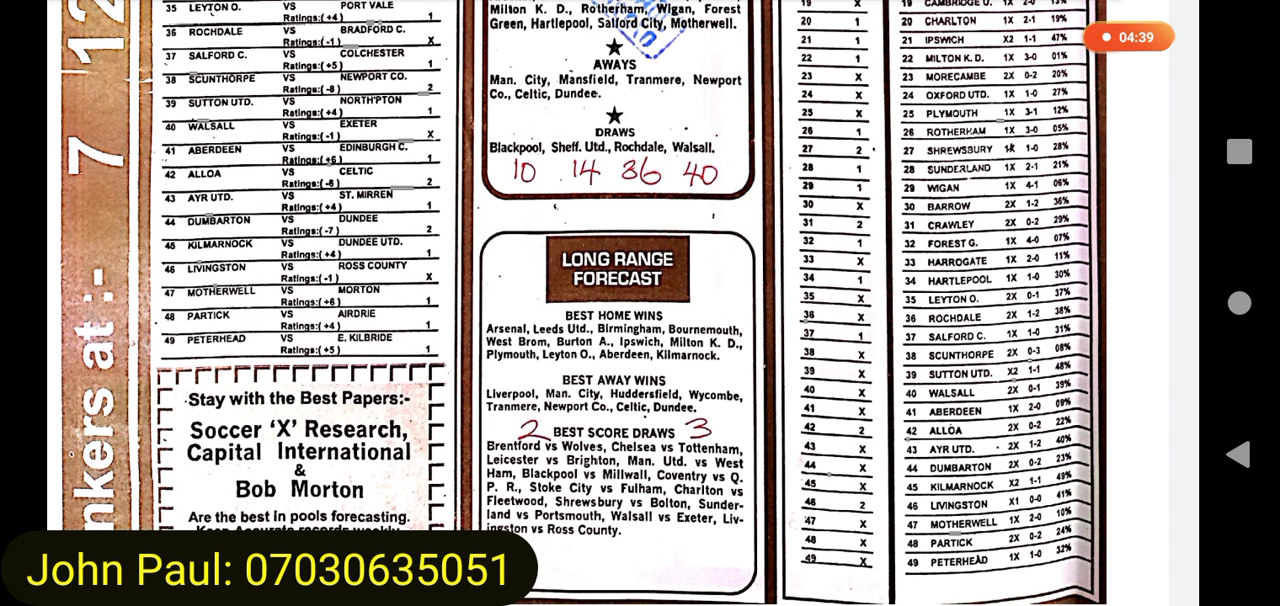 nkers at :- 7 12
35 LEYTON O. VS PORT VALE
Ratings:(+4) 1
36 ROCHDALE VS BRADFORD C.
Ratings:(-1) X
37 SALFORD C. VS COLCHESTER
Ratings:(+5) 1
38 SCUNTHORPE VS NEWPORT CO.
Ratings:(-8) 2
39 SUTTON UTD. VS NORTH'PTON
Ratings:(+4) 1
40 WALSALL VS EXETER
Ratings:(-1) X
41 ABERDEEN VS EDINBURGH C.
Ratings:(+6) 1
42 ALLOA VS CELTIC
Ratings:(-6) 2
43 AYR UTD. VS ST. MIRREN
Ratings:(+4) 1
44 DUMBARTON VS DUNDEE
Ratings:(-7) 2
45 KILMARNOCK VS DUNDEE UTD.
Ratings:(+4) 1
46 LIVINGSTON VS ROSS COUNTY
Ratings:(-1) X
47 MOTHERWELL VS MORTON
Ratings:(+6) 1
48 PARTICK VS AIRDRIE
Ratings:(+4) 1
49 PETERHEAD VS E. KILBRIDE
Ratings:(+5) 1
Stay with the Best Papers:-
Soccer 'X' Research,
Capital International
&
Bob Morton
Are the best in pools forecasting.
Milton K. D., Rotherham, Wigan, Forest
Green, Hartlepool, Salford City, Motherwell.
AWAYS
Man. City, Mansfield, Tranmere, Newport
Co., Celtic, Dundee.
DRAWS
Blackpool, Sheff. Utd., Rochdale, Walsall.
10 14 36 40
LONG RANGE
FORECAST
BEST HOME WINS
Arsenal, Leeds Utd., Birmingham, Bournemouth,
West Brom, Burton A., Ipswich, Milton K. D.,
Plymouth, Leyton O., Aberdeen, Kilmarnock.
BEST AWAY WINS
Liverpool, Man. City, Huddersfield, Wycombe,
Tranmere, Newport Co., Celtic, Dundee.
2 BEST SCORE DRAWS 3
Brentford vs Wolves, Chelsea vs Tottenham,
Leicester vs Brighton, Man. Utd. vs West
Ham, Blackpool vs Millwall, Coventry vs Q.
P. R., Stoke City vs Fulham, Charlton vs
Fleetwood, Shrewsbury vs Bolton, Sunder-
land vs Portsmouth, Walsall vs Exeter, Liv-
ingston vs Ross County.
19 X
20 1
21 1
22 1
23 X
24 X
25 X
26 1
27 2
28 1
29 1
30 X
31 2
32 1
33 X
34 1
35 X
36 X
37 1
38 X
39 X
40 X
41 X
42 2
43 X
44 X
45 X
46 2
47 X
48 X
49 X
19 CAMBRIDGE U. 1X 2-0 13%
20 CHARLTON 1X 2-1 19%
21 IPSWICH X2 1-1 47%
22 MILTON K. D. 1X 3-0 01%
23 MORECAMBE 2X 0-2 20%
24 OXFORD UTD. 1X 1-0 27%
25 PLYMOUTH 1X 3-1 12%
26 ROTHERHAM 1X 3-0 05%
27 SHREWSBURY 1X 1-0 28%
28 SUNDERLAND 1X 2-1 21%
29 WIGAN 1X 4-1 06%
30 BARROW 2X 1-2 36%
31 CRAWLEY 2X 0-2 29%
32 FOREST G. 1X 4-0 07%
33 HARROGATE 1X 2-0 11%
34 HARTLEPOOL 1X 1-0 30%
35 LEYTON O. 2X 0-1 37%
36 ROCHDALE 2X 1-2 38%
37 SALFORD C. 1X 1-0 31%
38 SCUNTHORPE 2X 0-3 08%
39 SUTTON UTD. X2 1-1 48%
40 WALSALL 2X 0-1 39%
41 ABERDEEN 1X 2-0 09%
42 ALLOA 2X 0-2 22%
43 AYR UTD. 2X 1-2 40%
44 DUMBARTON 2X 0-2 23%
45 KILMARNOCK X2 1-1 49%
46 LIVINGSTON X1 0-0 41%
47 MOTHERWELL 1X 2-0 10%
48 PARTICK 2X 0-2 24%
49 PETERHEAD 1X 1-0 32%
04:39
John Paul: 07030635051